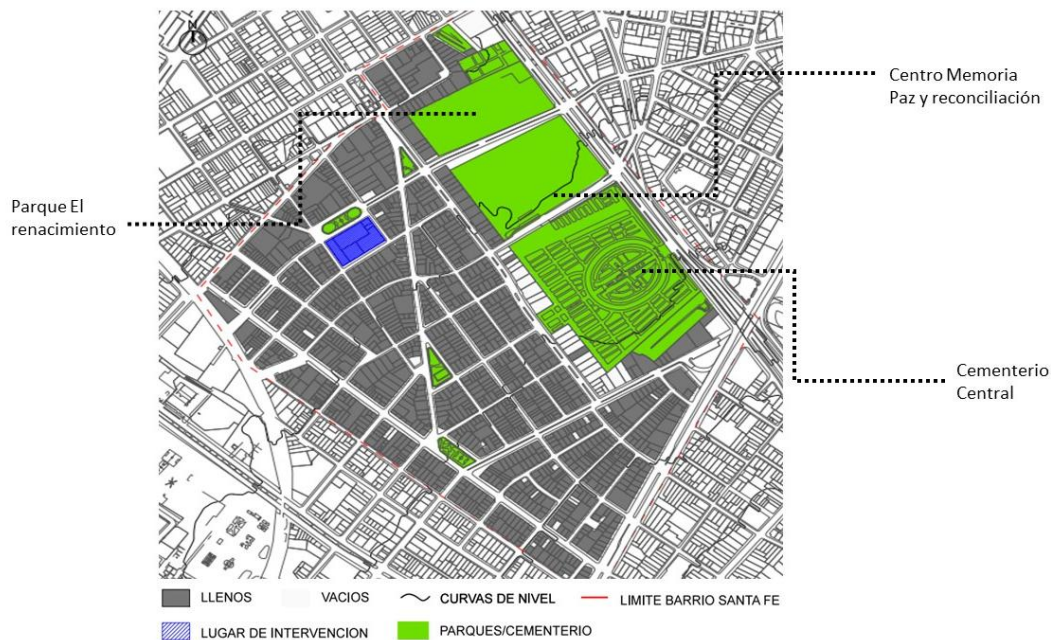 N
Centro Memoria
Paz y reconciliación
Parque El
renacimiento
Cementerio
Central
LLENOS
VACIOS
CURVAS DE NIVEL
LIMITE BARRIO SANTA FE
LUGAR DE INTERVENCION
PARQUES/CEMENTERIO